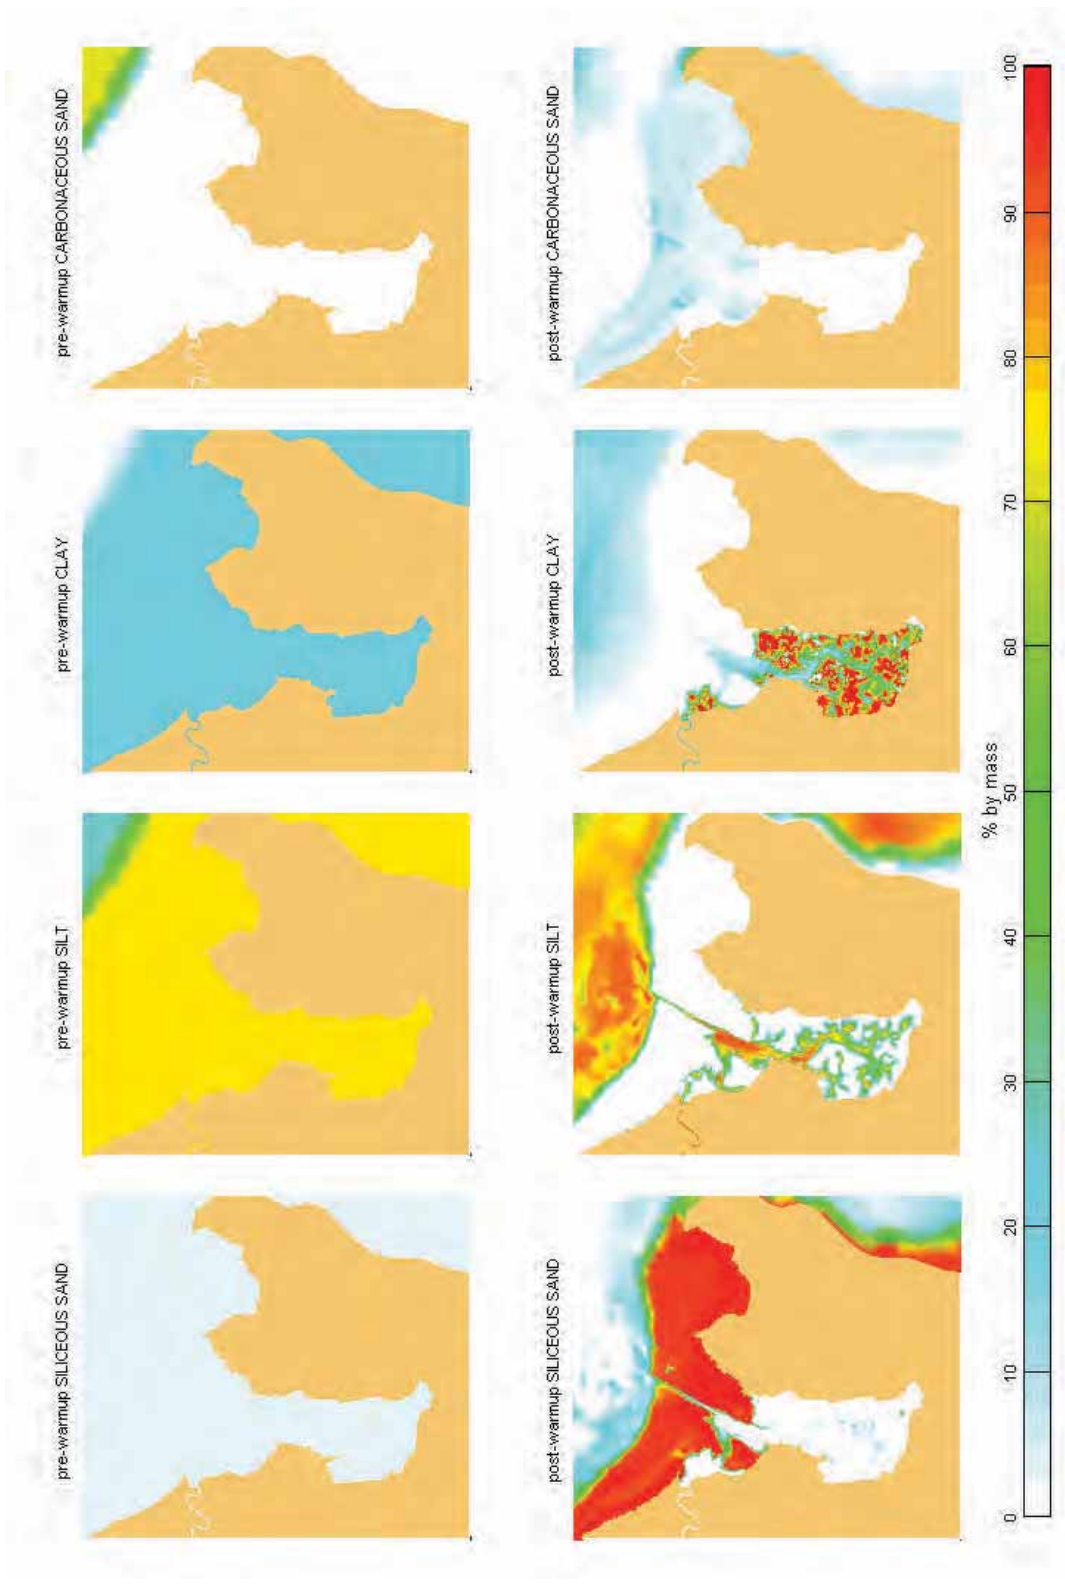 pre-warmup SILICEOUS SAND
pre-warmup SILT
pre-warmup CLAY
pre-warmup CARBONACEOUS SAND
post-warmup SILICEOUS SAND
post-warmup SILT
post-warmup CLAY
post-warmup CARBONACEOUS SAND
% by mass
0 10 20 30 40 50 60 70 80 90 100